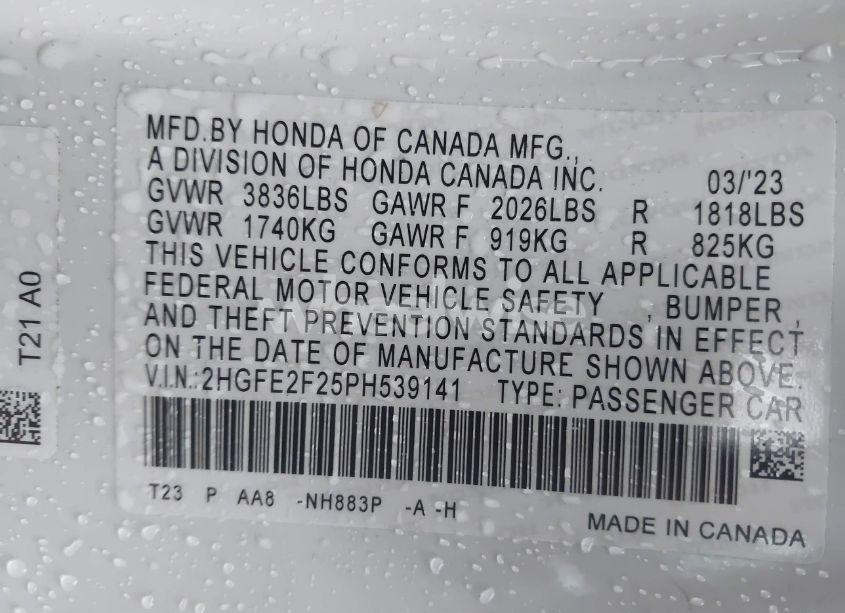 MFD.BY HONDA OF CANADA MFG.,
A DIVISION OF HONDA CANADA INC. 03/'23
GVWR 3836LBS GAWR F 2026LBS R 1818LBS
GVWR 1740KG GAWR F 919KG R 825KG
THIS VEHICLE CONFORMS TO ALL APPLICABLE
FEDERAL MOTOR VEHICLE SAFETY , BUMPER ,
AND THEFT PREVENTION STANDARDS IN EFFECT
ON THE DATE OF MANUFACTURE SHOWN ABOVE.
V.I.N.:2HGFE2F25PH539141 TYPE: PASSENGER CAR
T23 P AA8 -NH883P -A -H
MADE IN CANADA
T21 A0